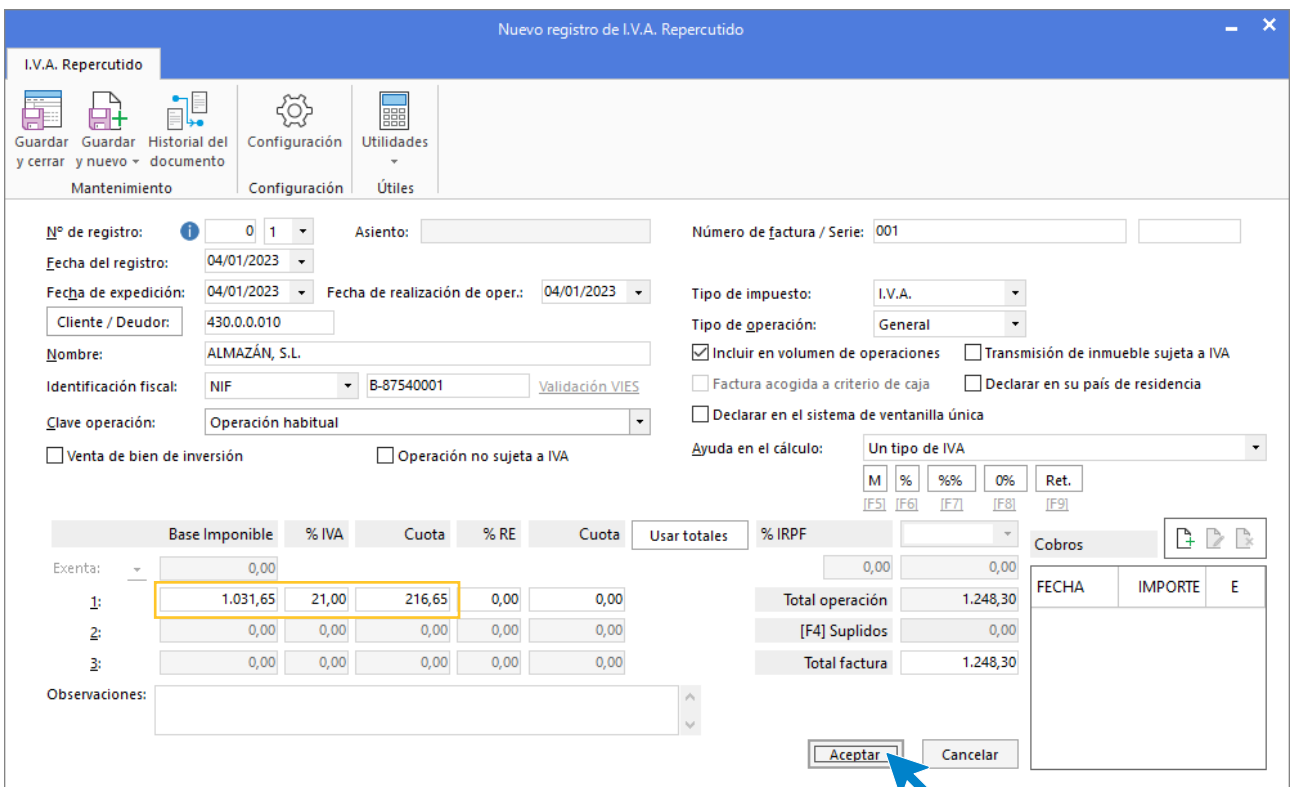 Nuevo registro de I.V.A. Repercutido
I.V.A. Repercutido
Guardar y cerrar
Guardar y nuevo
Historial del documento
Mantenimiento
Configuración
Configuración
Utilidades
Útiles
Nº de registro: 0 1 Asiento: Número de factura / Serie: 001
Fecha del registro: 04/01/2023
Fecha de expedición: 04/01/2023 Fecha de realización de oper.: 04/01/2023 Tipo de impuesto: I.V.A.
Cliente / Deudor: 430.0.0.010 Tipo de operación: General
Nombre: ALMAZÁN, S.L. Incluir en volumen de operaciones Transmisión de inmueble sujeta a IVA
Identificación fiscal: NIF B-87540001 Validación VIES Factura acogida a criterio de caja Declarar en su país de residencia
Clave operación: Operación habitual Declarar en el sistema de ventanilla única
Venta de bien de inversión Operación no sujeta a IVA Ayuda en el cálculo: Un tipo de IVA
M % %% 0% Ret.
[F5] [F6] [F7] [F8] [F9]
Base Imponible % IVA Cuota % RE Cuota Usar totales % IRPF Cobros
Exenta: 0,00 0,00 0,00
FECHA IMPORTE E
1: 1.031,65 21,00 216,65 0,00 0,00 Total operación 1.248,30
2: 0,00 0,00 0,00 0,00 0,00 [F4] Suplidos 0,00
3: 0,00 0,00 0,00 0,00 0,00 Total factura 1.248,30
Observaciones:
Aceptar Cancelar